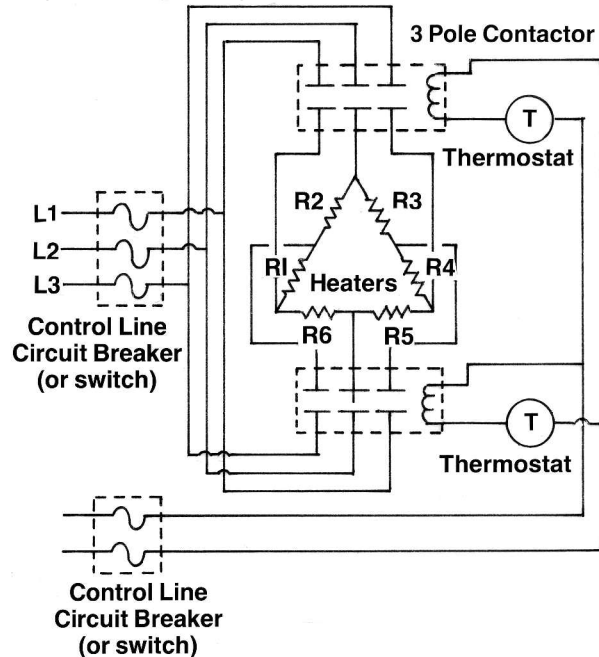 3 Pole Contactor
T
Thermostat
R2
R3
L1
L2
R1
R4
L3
Heaters
Control Line
Circuit Breaker
(or switch)
R6
R5
T
Thermostat
Control Line
Circuit Breaker
(or switch)